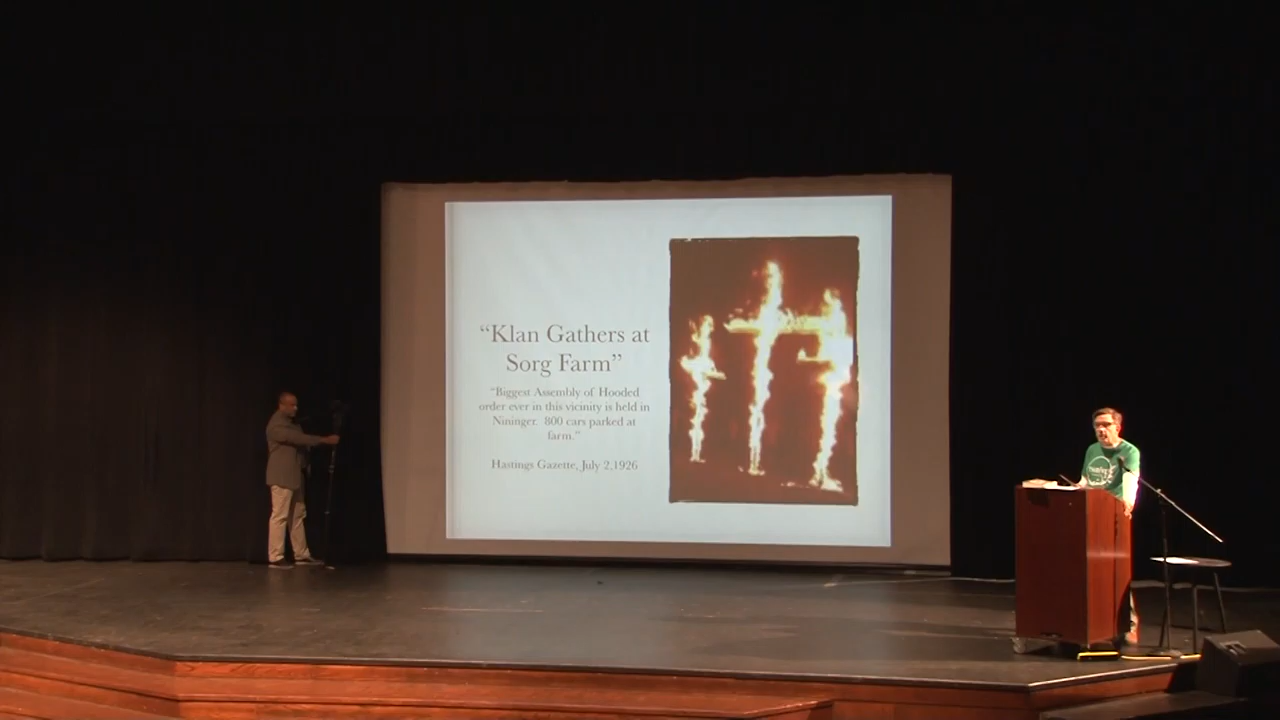 “Klan Gathers at
Sorg Farm”
“Biggest Assembly of Hooded
order ever in this vicinity is held in
Nininger. 800 cars parked at
farm.”
Hastings Gazette, July 2,1926